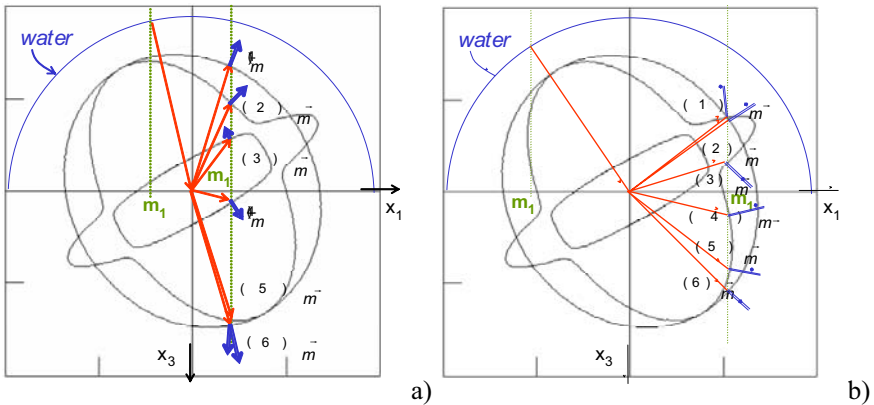 water
m
( 2 ) m
( 3 ) m
m₁
m₁
x₁
m
( 5 ) m
( 6 ) m
x₃
a)
water
( 1 ) m
( 2 ) m
( 3 ) m
m₁
m₁
x₁
( 4 ) m
( 5 ) m
( 6 ) m
x₃
b)